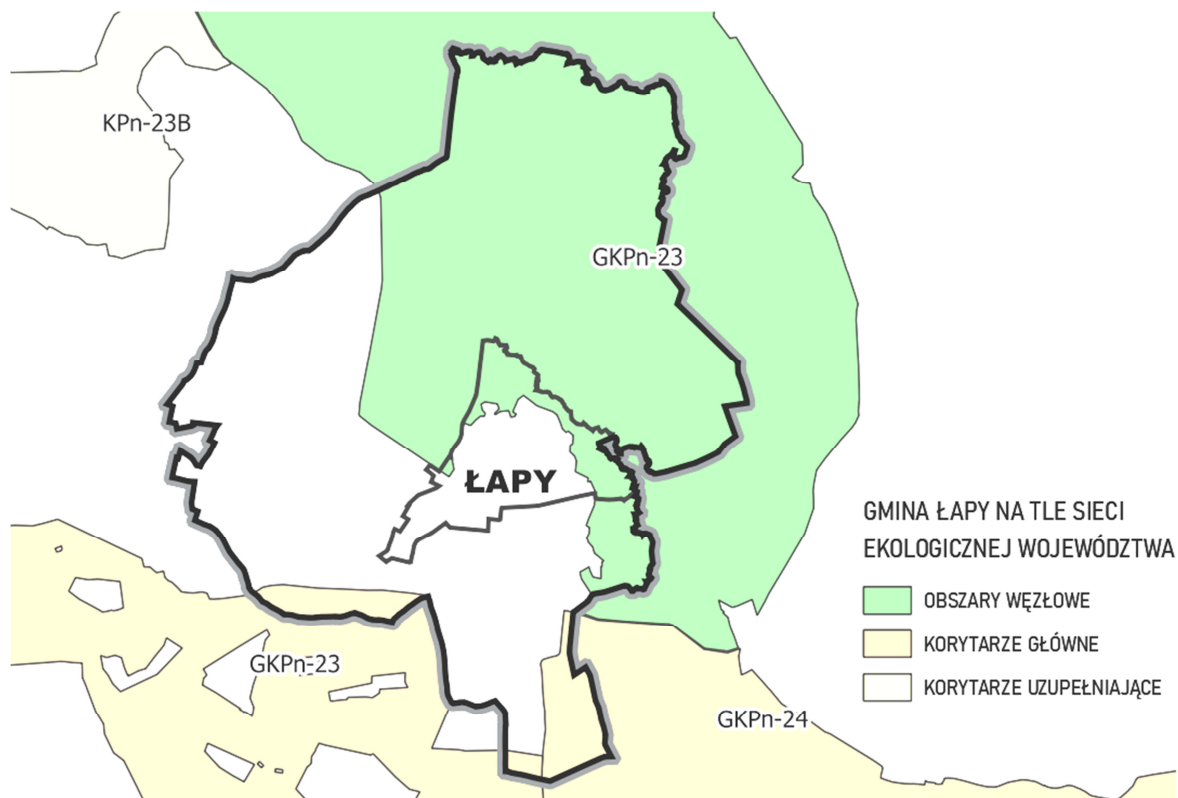 KPn-23B
GKPn-23
ŁAPY
GKPn-23
GKPn-24
GMINA ŁAPY NA TLE SIECI
EKOLOGICZNEJ WOJEWÓDZTWA
OBSZARY WĘZŁOWE
KORYTARZE GŁÓWNE
KORYTARZE UZUPEŁNIAJĄCE